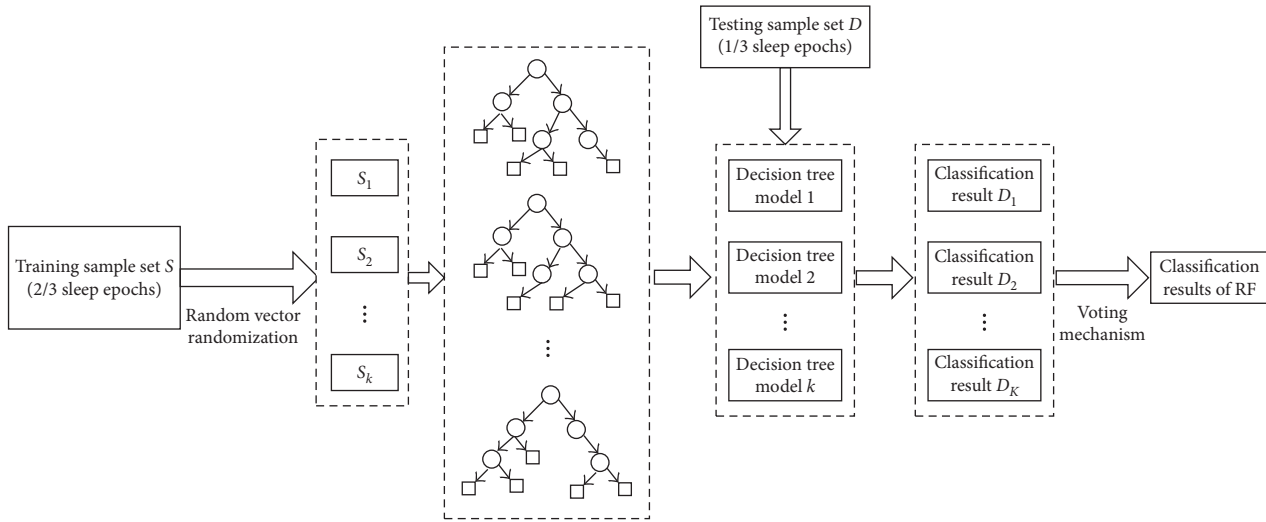 Testing sample set D
(1/3 sleep epochs)
Training sample set S
(2/3 sleep epochs)
Random vector
randomization
S1
S2
⋮
Sk
⋮
Decision tree
model 1
Decision tree
model 2
⋮
Decision tree
model k
Classification
result D1
Classification
result D2
⋮
Classification
result DK
Voting
mechanism
Classification
results of RF